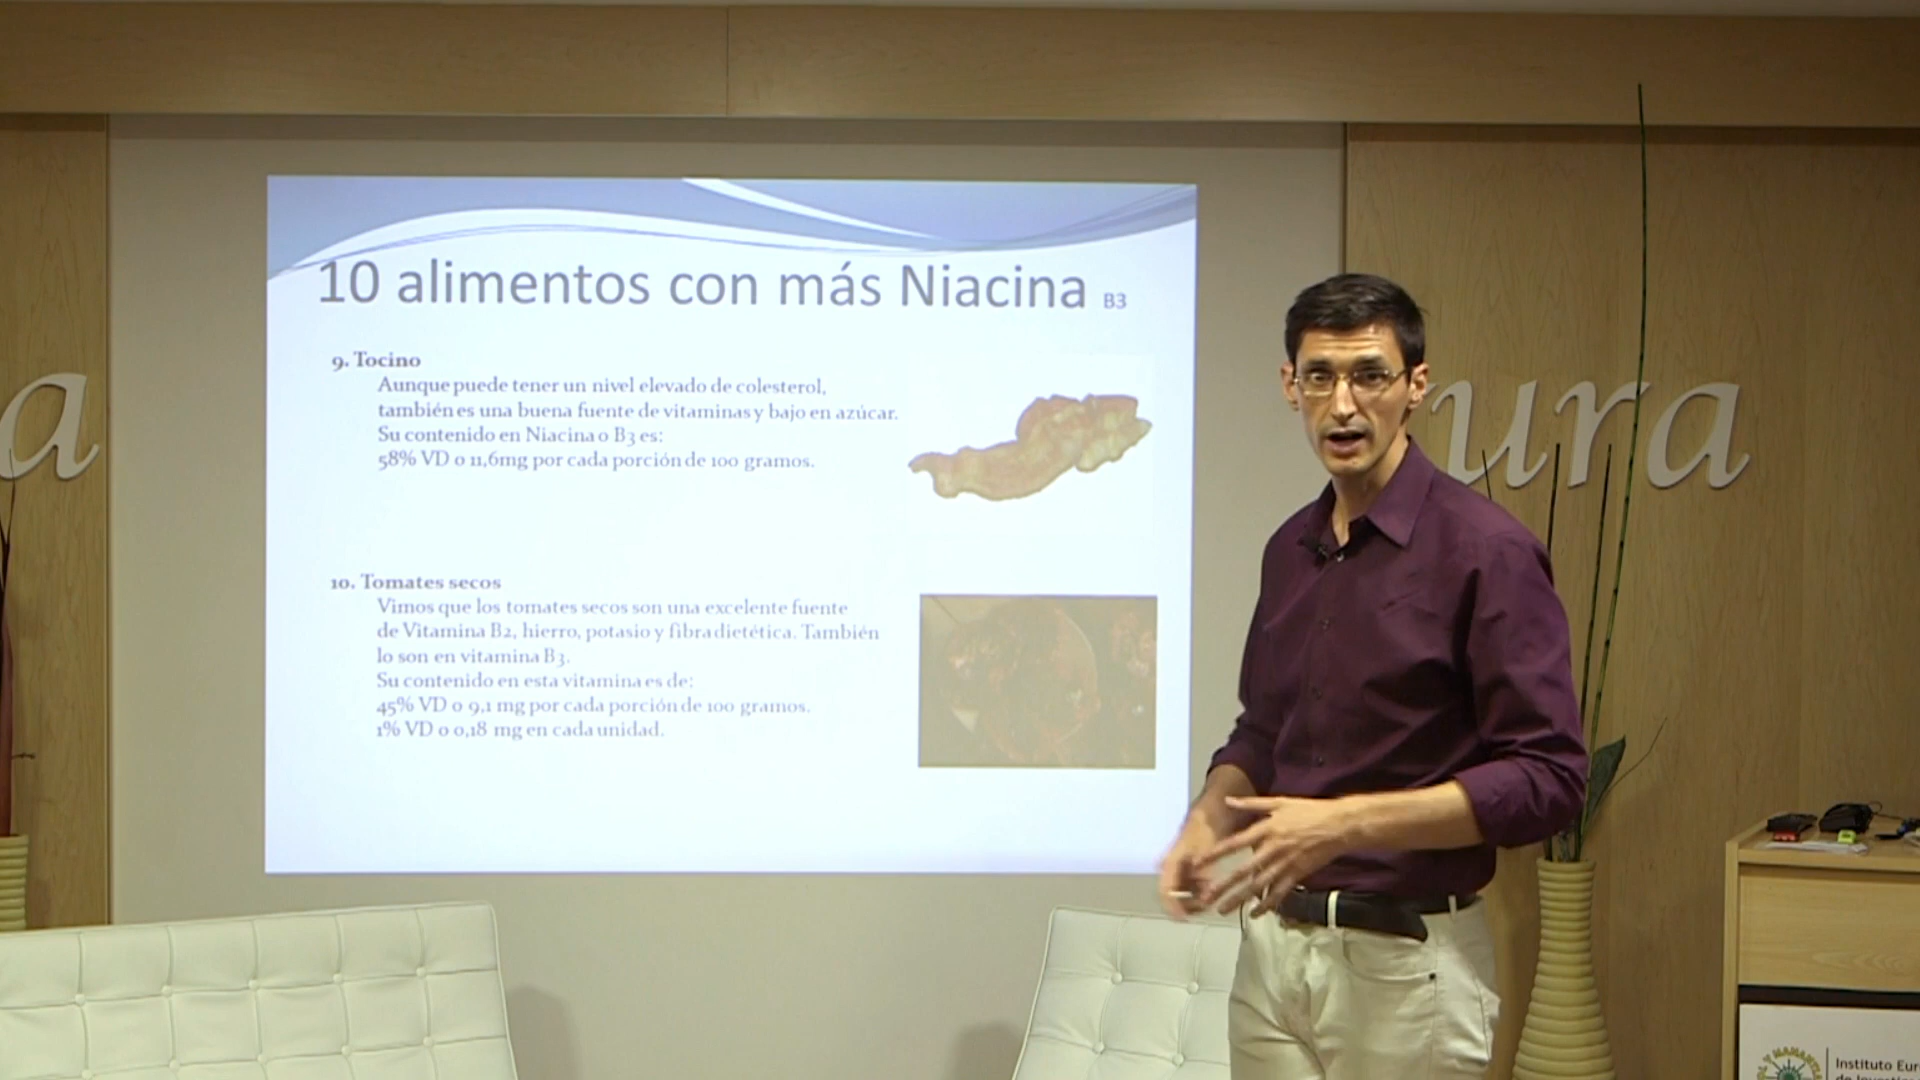 10 alimentos con más Niacina B3
9. Tocino
Aunque puede tener un nivel elevado de colesterol,
también es una buena fuente de vitaminas y bajo en azúcar.
Su contenido en Niacina o B3 es:
58% VD o 11,6mg por cada porción de 100 gramos.
10. Tomates secos
Vimos que los tomates secos son una excelente fuente
de Vitamina B2, hierro, potasio y fibra dietética. También
lo son en vitamina B3.
Su contenido en esta vitamina es de:
45% VD o 9,1 mg por cada porción de 100 gramos.
1% VD o 0,18 mg en cada unidad.
a
ura
Instituto Eur